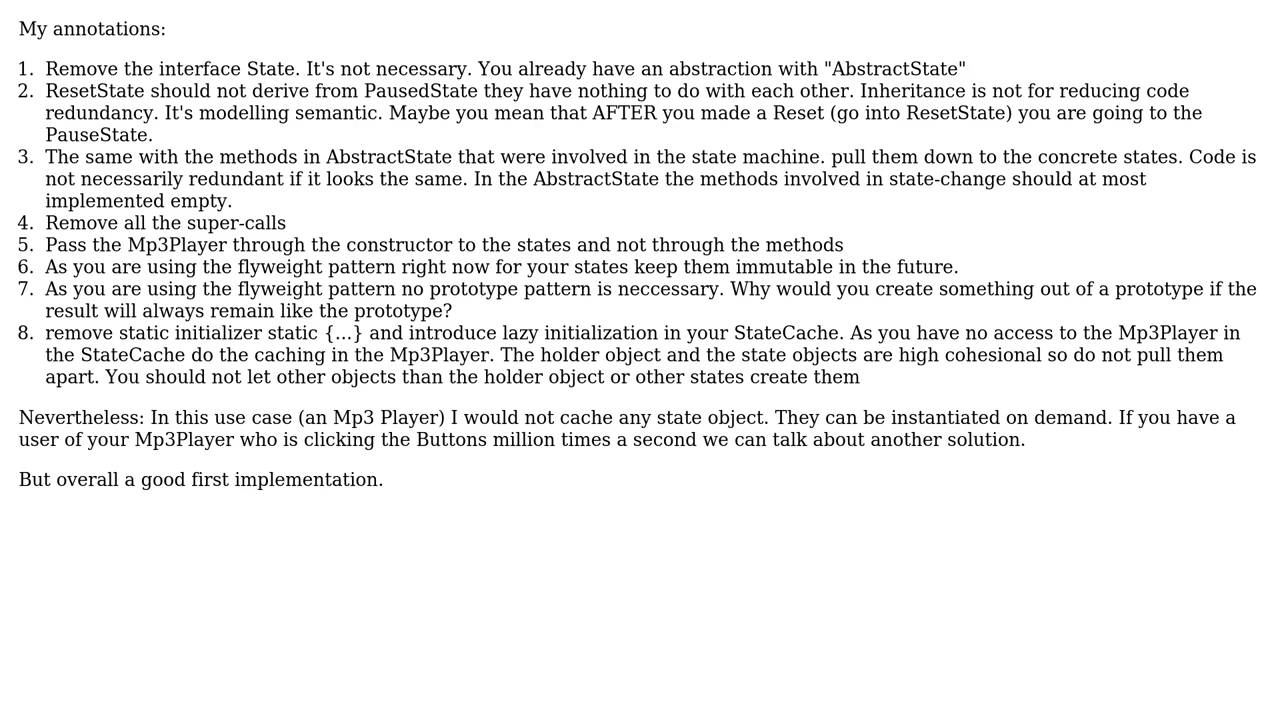 My annotations:
1. Remove the interface State. It's not necessary. You already have an abstraction with "AbstractState"
2. ResetState should not derive from PausedState they have nothing to do with each other. Inheritance is not for reducing code
redundancy. It's modelling semantic. Maybe you mean that AFTER you made a Reset (go into ResetState) you are going to the
PauseState.
3. The same with the methods in AbstractState that were involved in the state machine. pull them down to the concrete states. Code is
not necessarily redundant if it looks the same. In the AbstractState the methods involved in state-change should at most
implemented empty.
4. Remove all the super-calls
5. Pass the Mp3Player through the constructor to the states and not through the methods
6. As you are using the flyweight pattern right now for your states keep them immutable in the future.
7. As you are using the flyweight pattern no prototype pattern is neccessary. Why would you create something out of a prototype if the
result will always remain like the prototype?
8. remove static initializer static {...} and introduce lazy initialization in your StateCache. As you have no access to the Mp3Player in
the StateCache do the caching in the Mp3Player. The holder object and the state objects are high cohesional so do not pull them
apart. You should not let other objects than the holder object or other states create them
Nevertheless: In this use case (an Mp3 Player) I would not cache any state object. They can be instantiated on demand. If you have a
user of your Mp3Player who is clicking the Buttons million times a second we can talk about another solution.
But overall a good first implementation.